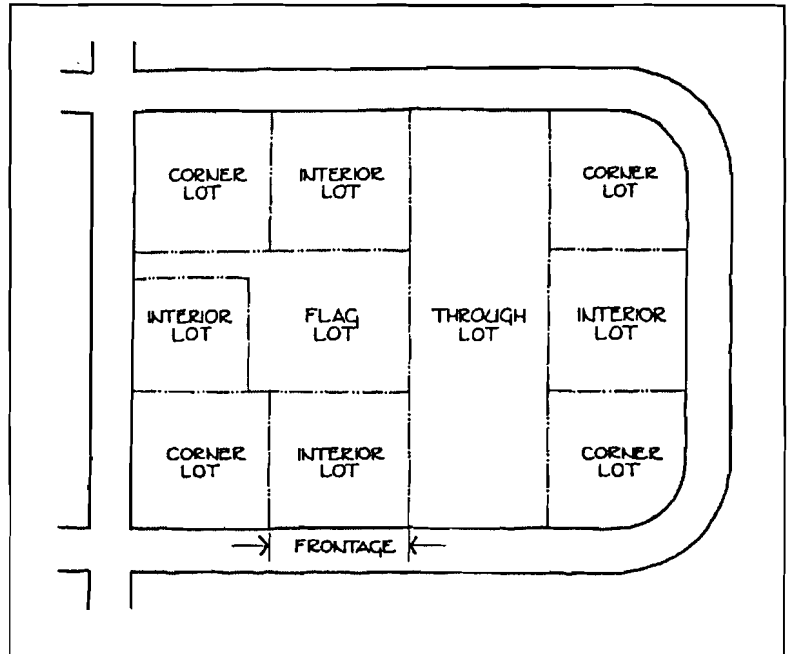 CORNER
LOT
INTERIOR
LOT
CORNER
LOT
INTERIOR
LOT
FLAG
LOT
THROUGH
LOT
INTERIOR
LOT
CORNER
LOT
INTERIOR
LOT
CORNER
LOT
FRONTAGE